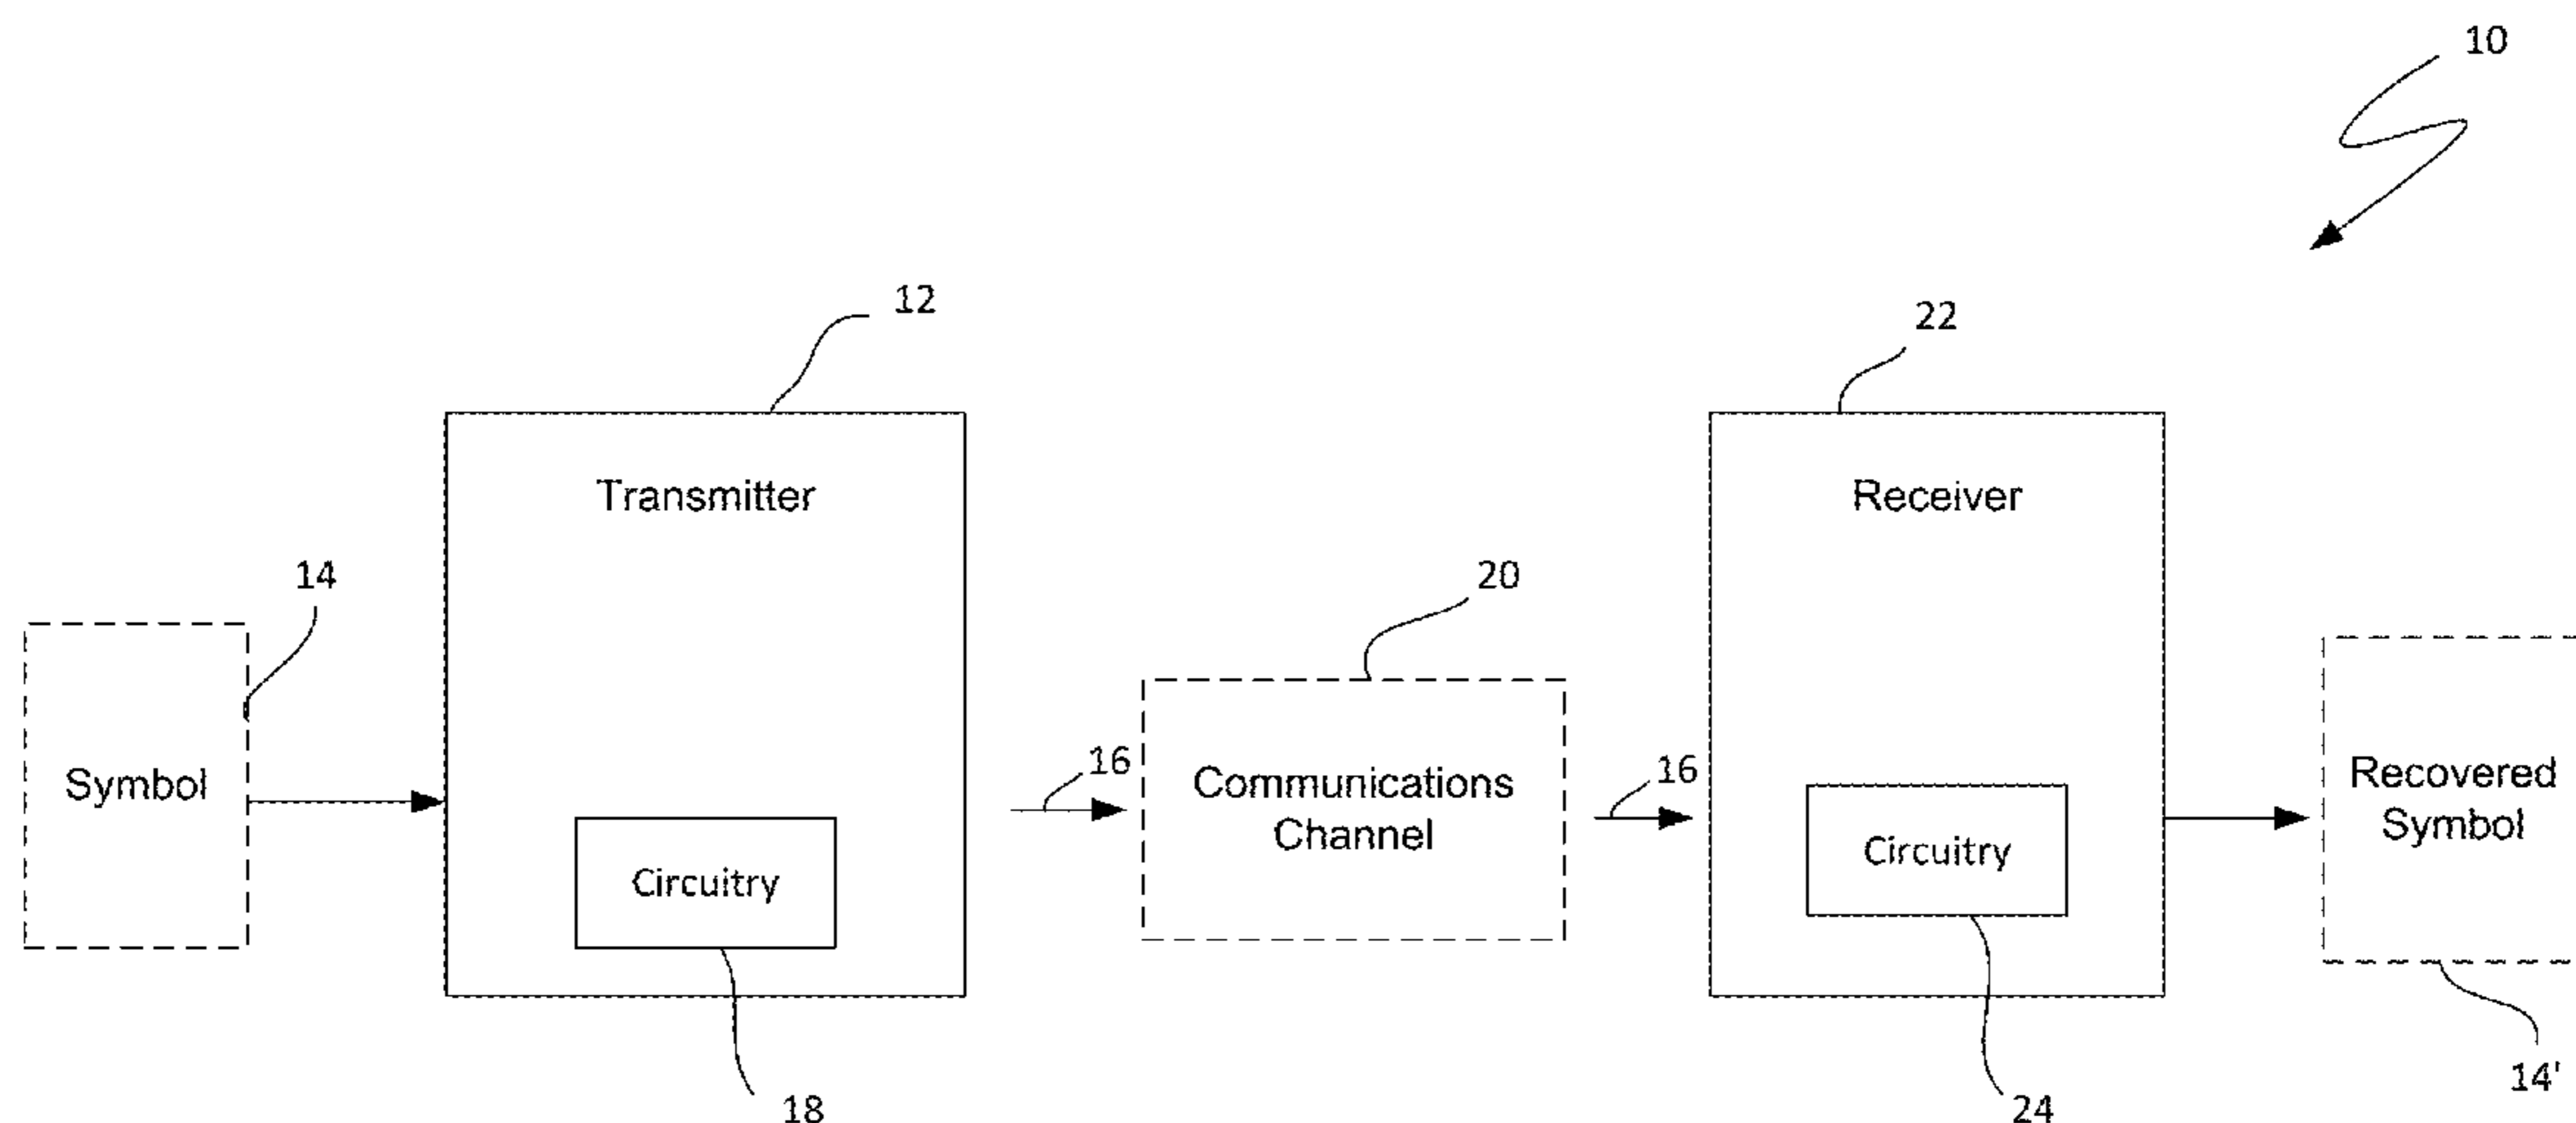 10
12
22
Transmitter
Receiver
14
20
Symbol
16
Communications
Channel
16
Recovered
Symbol
Circuitry
Circuitry
14'
18
24